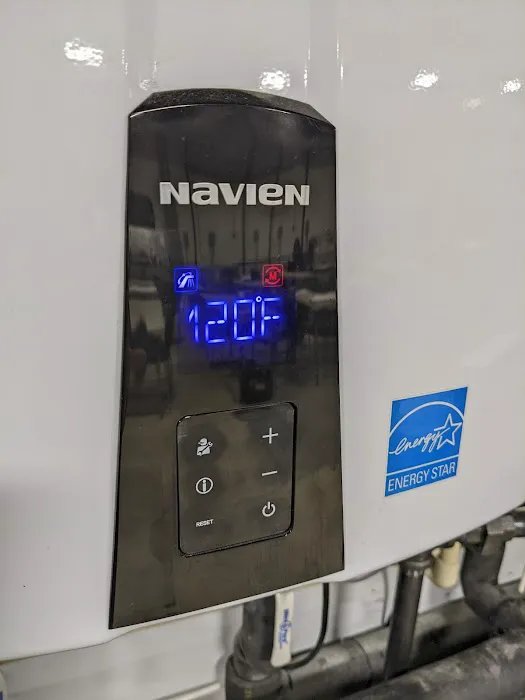 NAVIEN
M
120°F
+
−
RESET
energy
ENERGY STAR